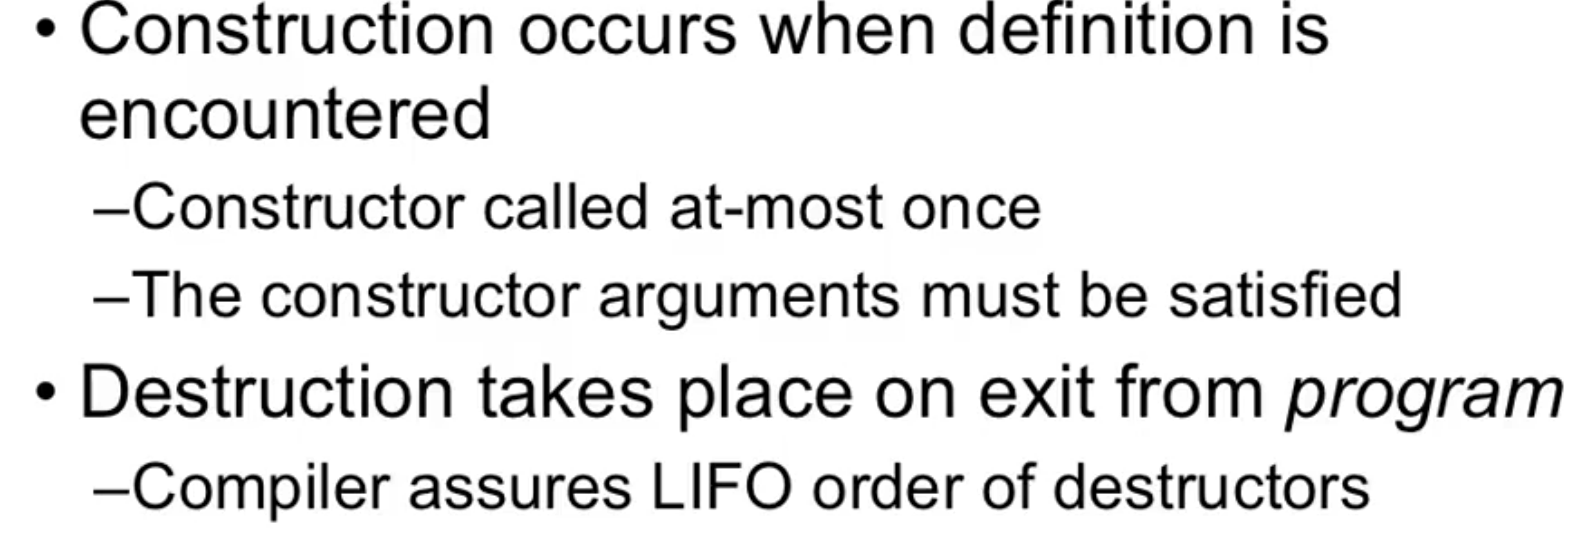 • Construction occurs when definition is
encountered
–Constructor called at-most once
–The constructor arguments must be satisfied
• Destruction takes place on exit from program
–Compiler assures LIFO order of destructors